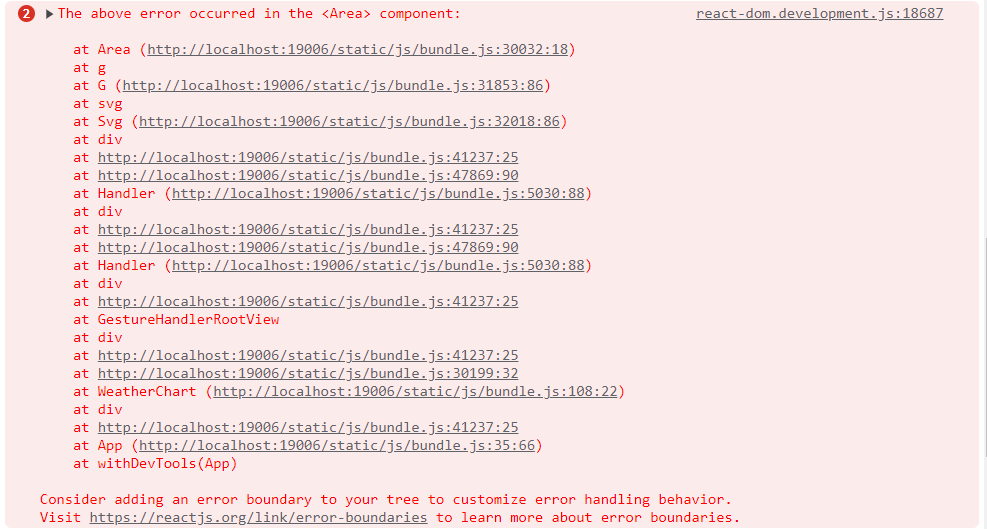 2 ▶ The above error occurred in the <Area> component: react-dom.development.js:18687
at Area (http://localhost:19006/static/js/bundle.js:30032:18)
at g
at G (http://localhost:19006/static/js/bundle.js:31853:86)
at svg
at Svg (http://localhost:19006/static/js/bundle.js:32018:86)
at div
at http://localhost:19006/static/js/bundle.js:41237:25
at http://localhost:19006/static/js/bundle.js:47869:90
at Handler (http://localhost:19006/static/js/bundle.js:5030:88)
at div
at http://localhost:19006/static/js/bundle.js:41237:25
at http://localhost:19006/static/js/bundle.js:47869:90
at Handler (http://localhost:19006/static/js/bundle.js:5030:88)
at div
at http://localhost:19006/static/js/bundle.js:41237:25
at GestureHandlerRootView
at div
at http://localhost:19006/static/js/bundle.js:41237:25
at http://localhost:19006/static/js/bundle.js:30199:32
at WeatherChart (http://localhost:19006/static/js/bundle.js:108:22)
at div
at http://localhost:19006/static/js/bundle.js:41237:25
at App (http://localhost:19006/static/js/bundle.js:35:66)
at withDevTools(App)
Consider adding an error boundary to your tree to customize error handling behavior.
Visit https://reactjs.org/link/error-boundaries to learn more about error boundaries.